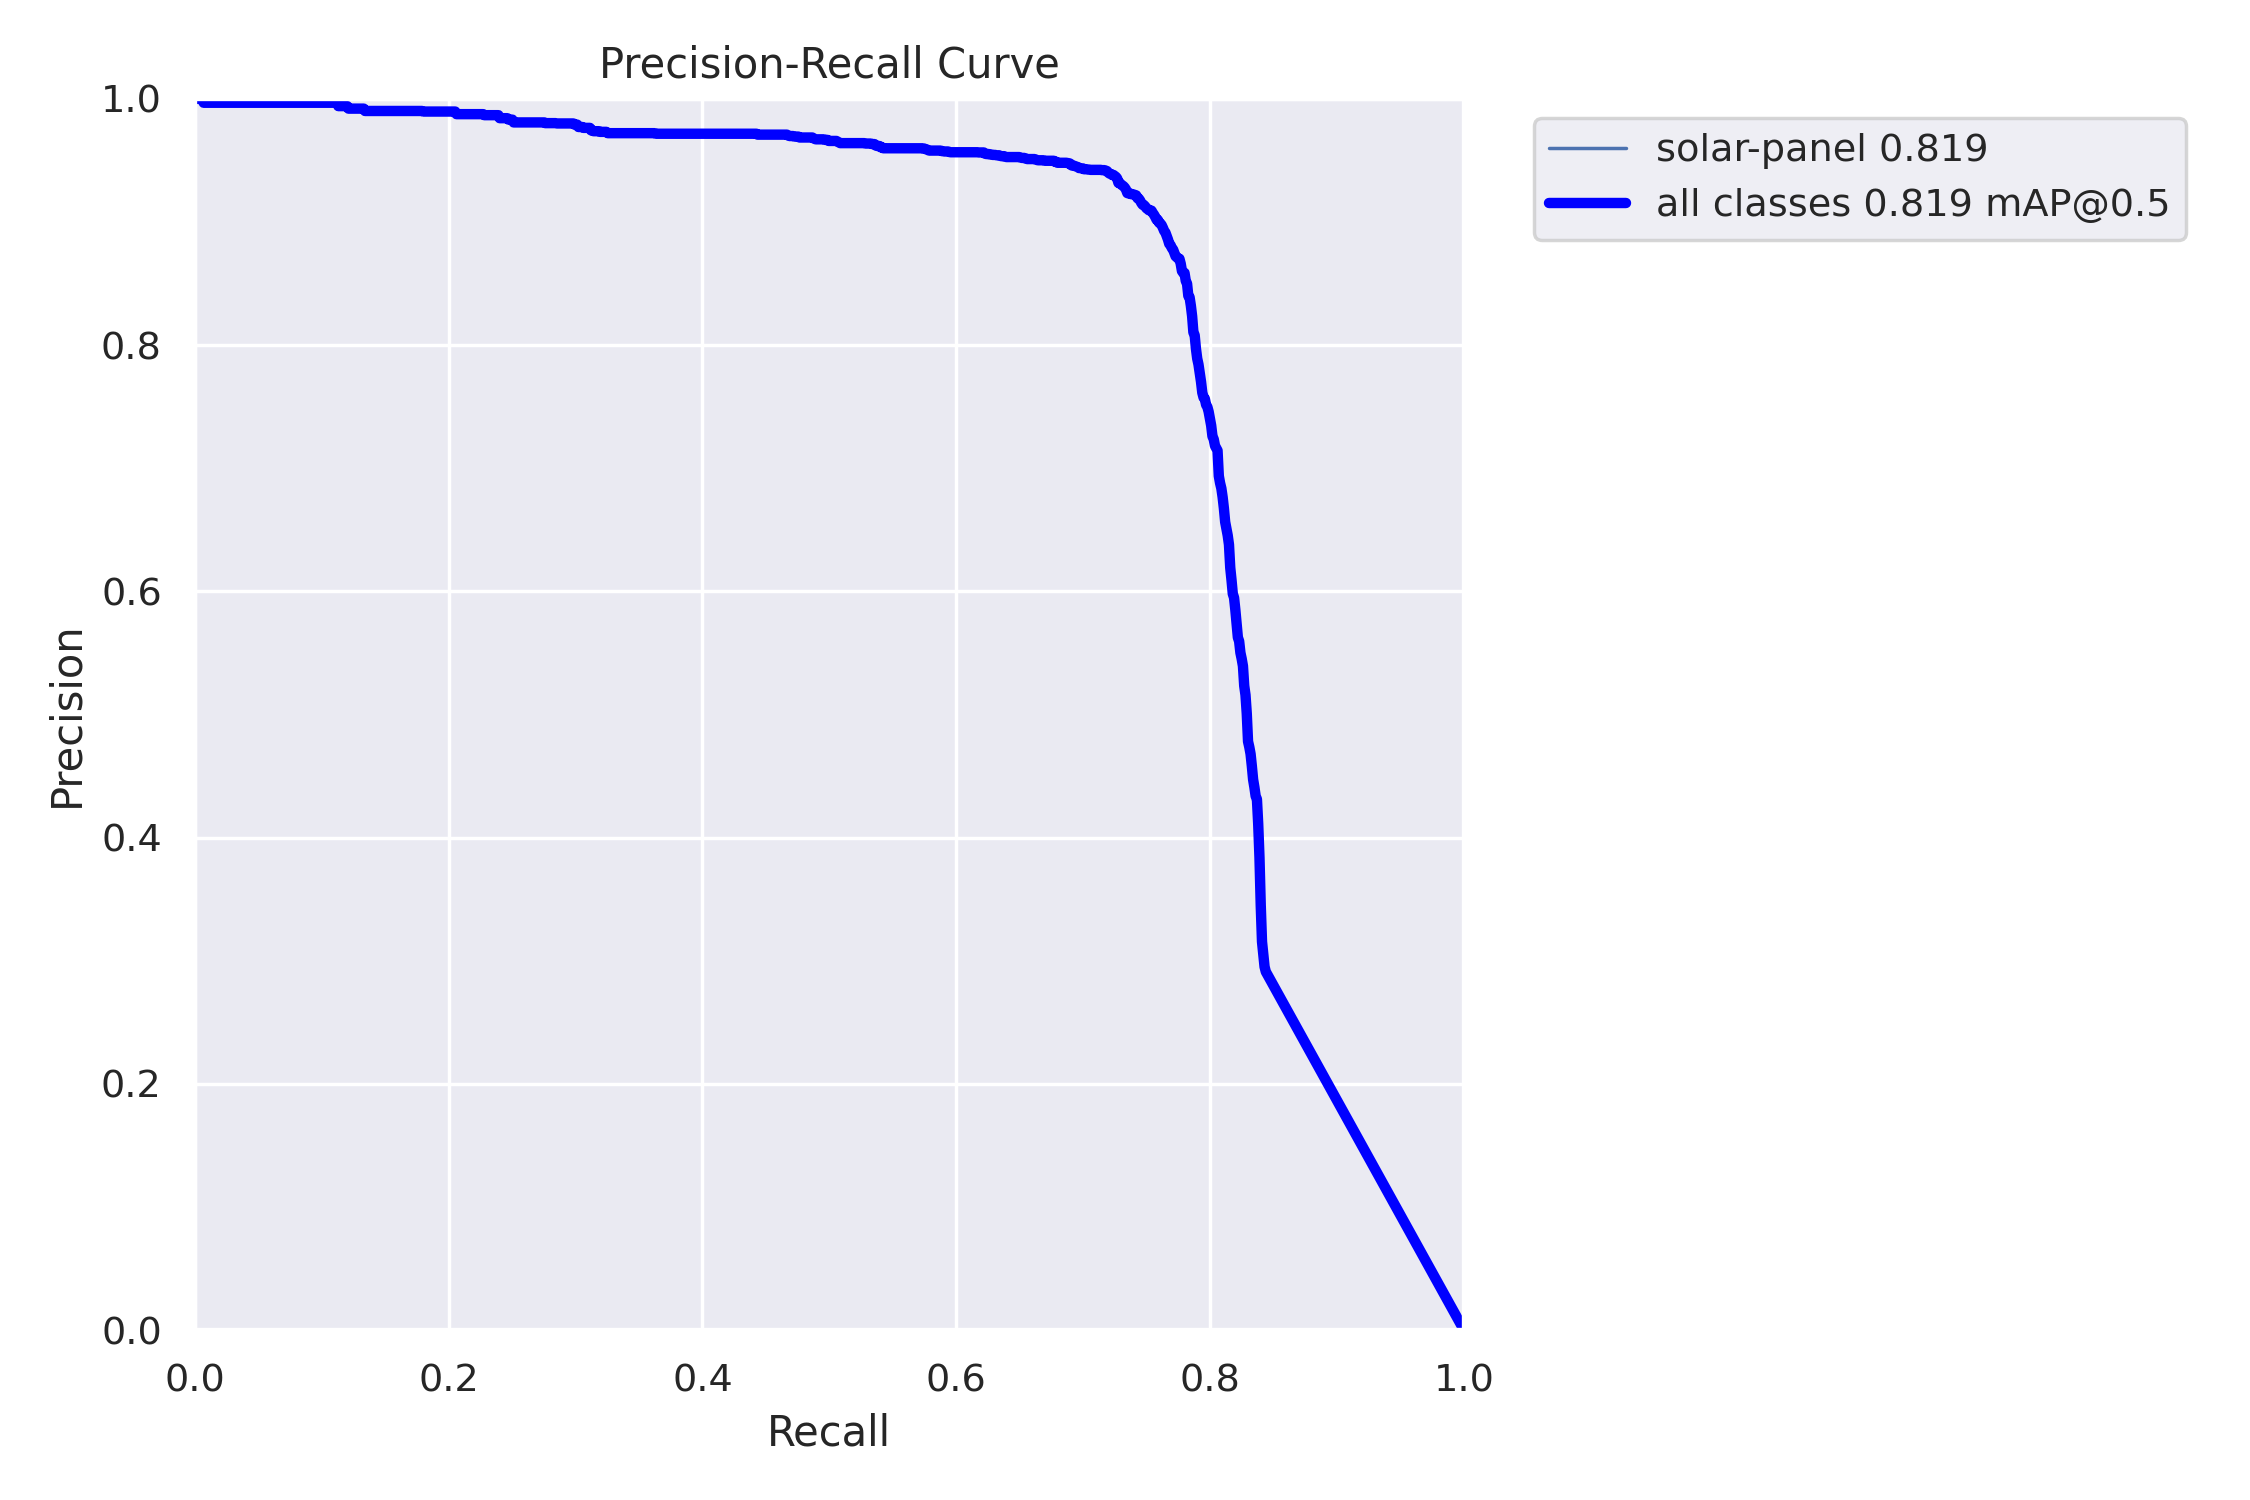 Precision-Recall Curve
1.0
0.8
0.6
0.4
0.2
0.0
Precision
0.0 0.2 0.4 0.6 0.8 1.0
Recall
solar-panel 0.819
all classes 0.819 mAP@0.5